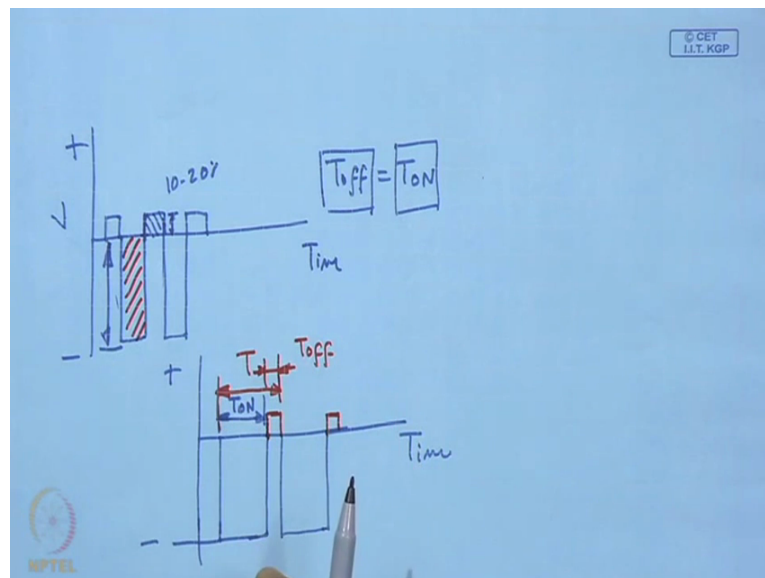 © CET
I.I.T. KGP
+
10-20%
Toff = TON
V
Time
-
+
T
Toff
TON
Time
-
NPTEL